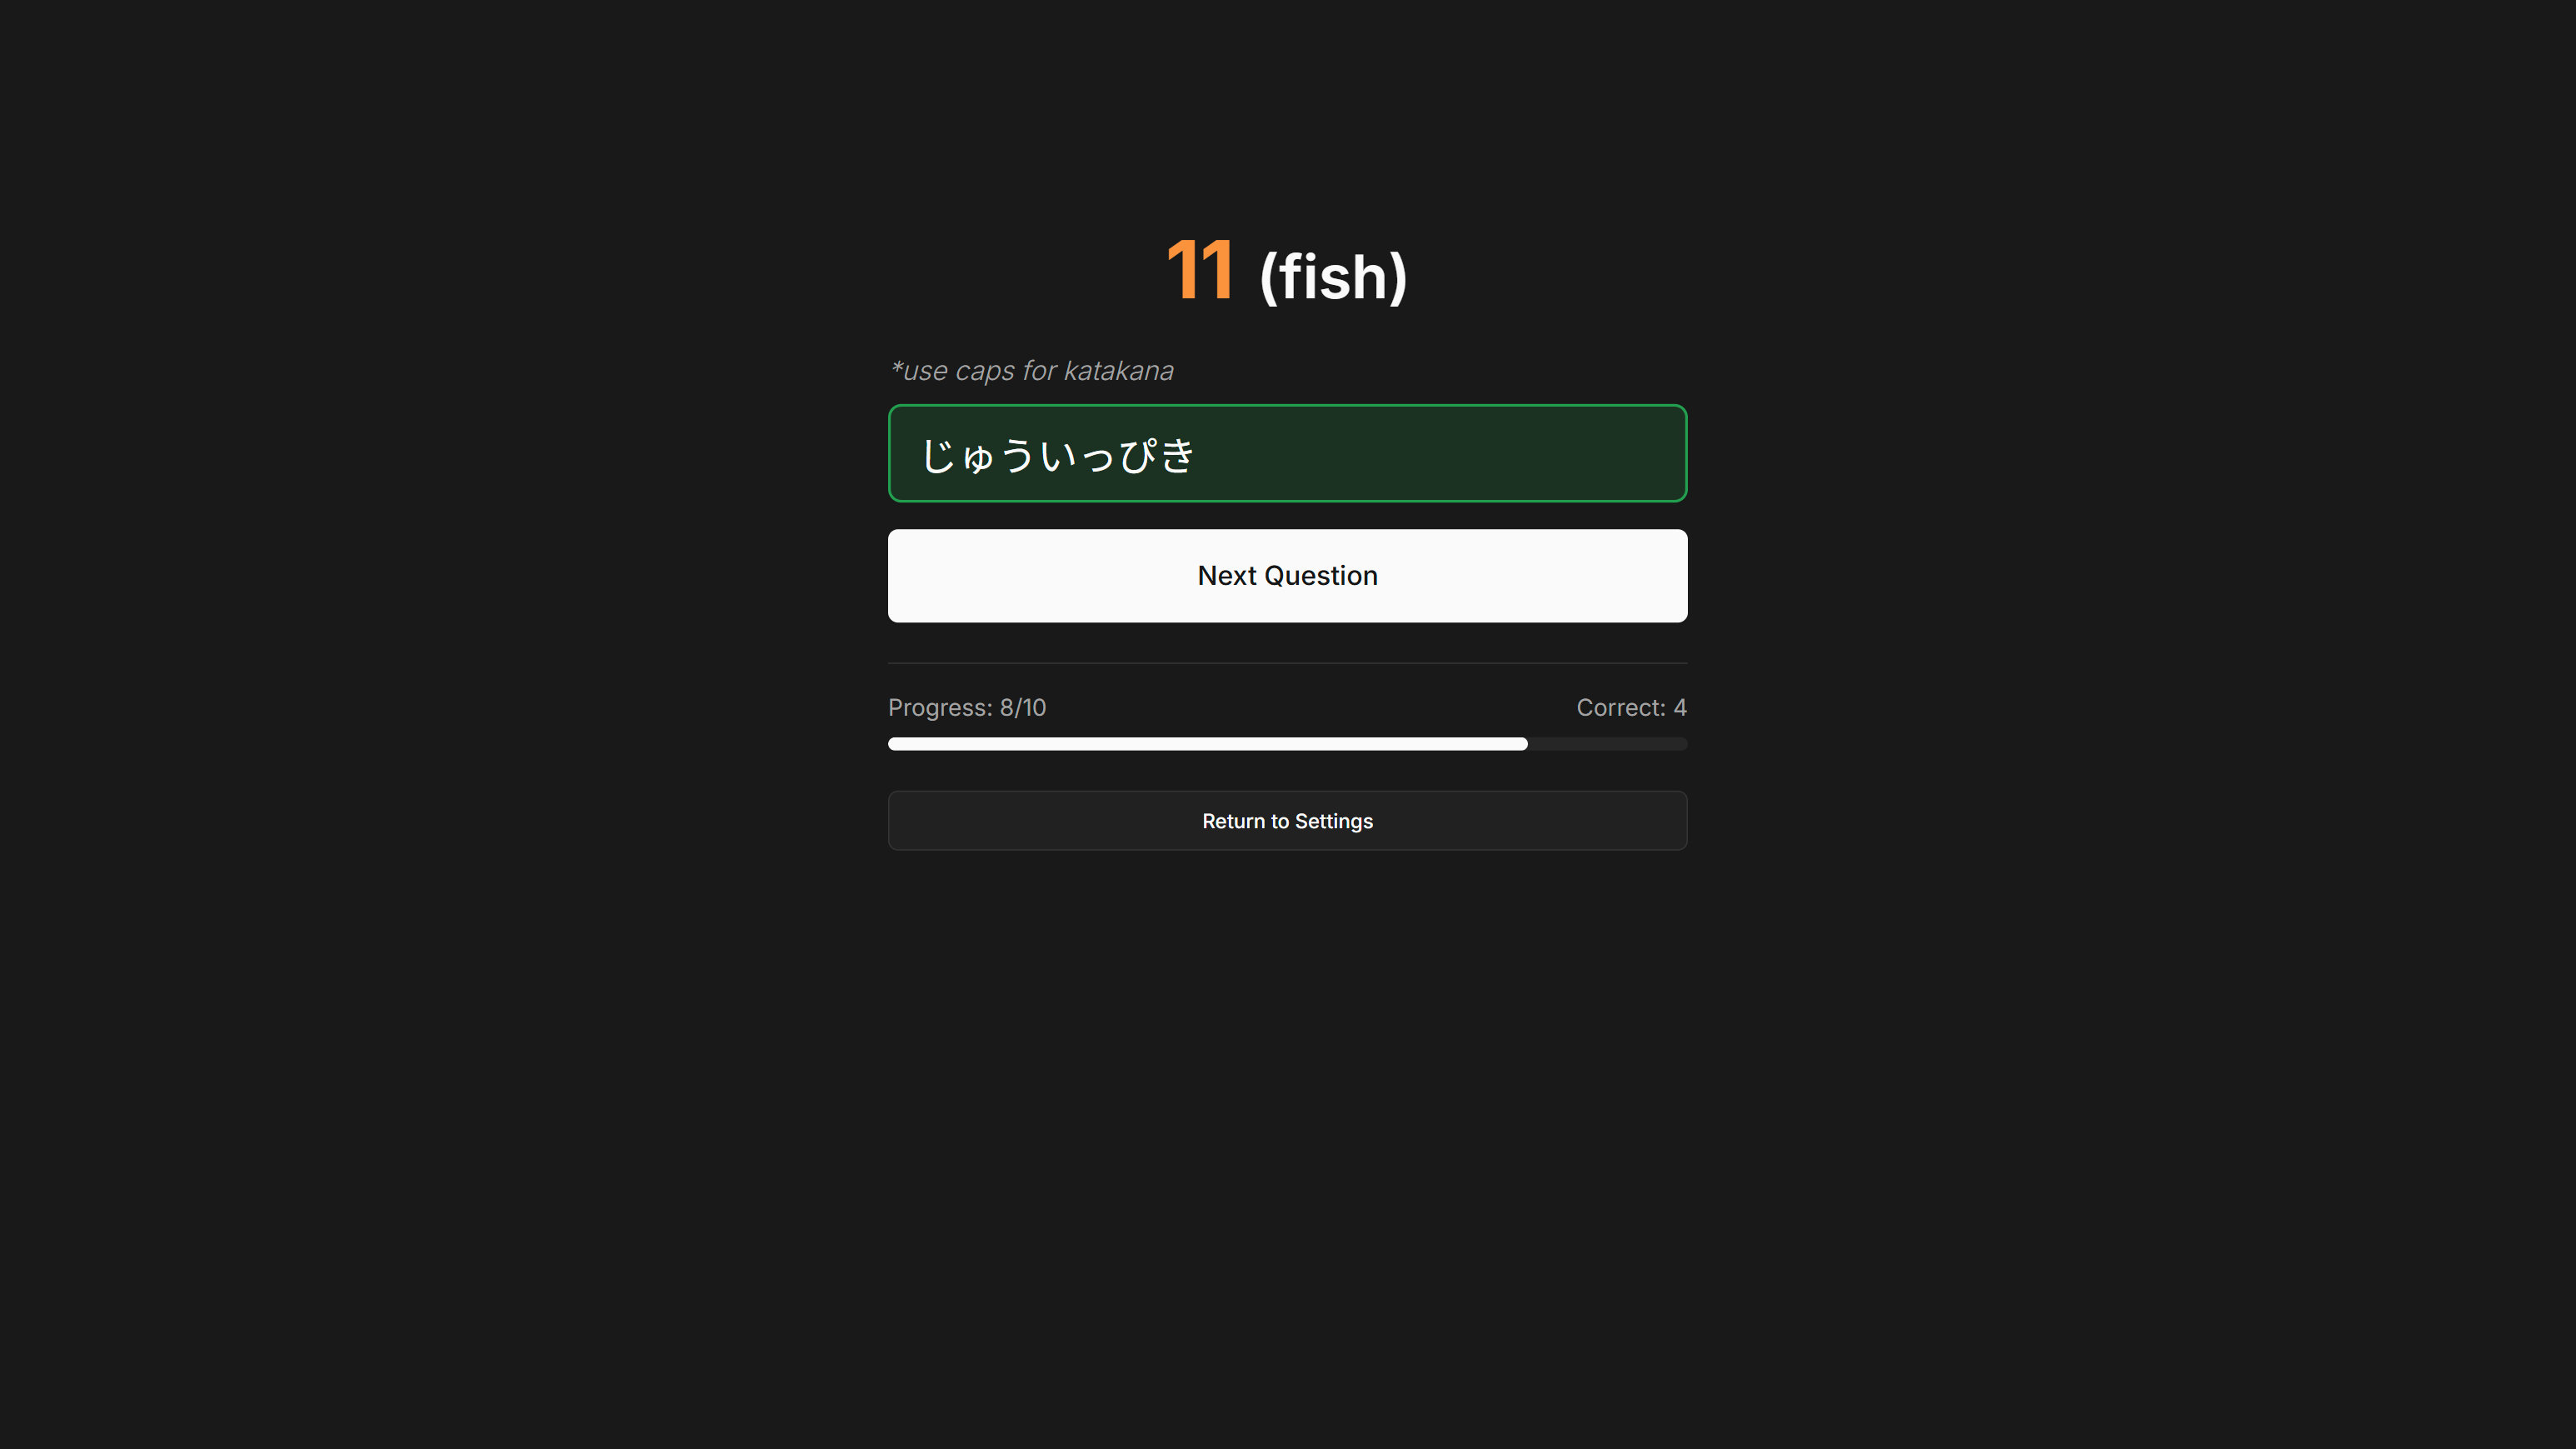 11 (fish)
*use caps for katakana
じゅういっぴき
Next Question
Progress: 8/10
Correct: 4
Return to Settings